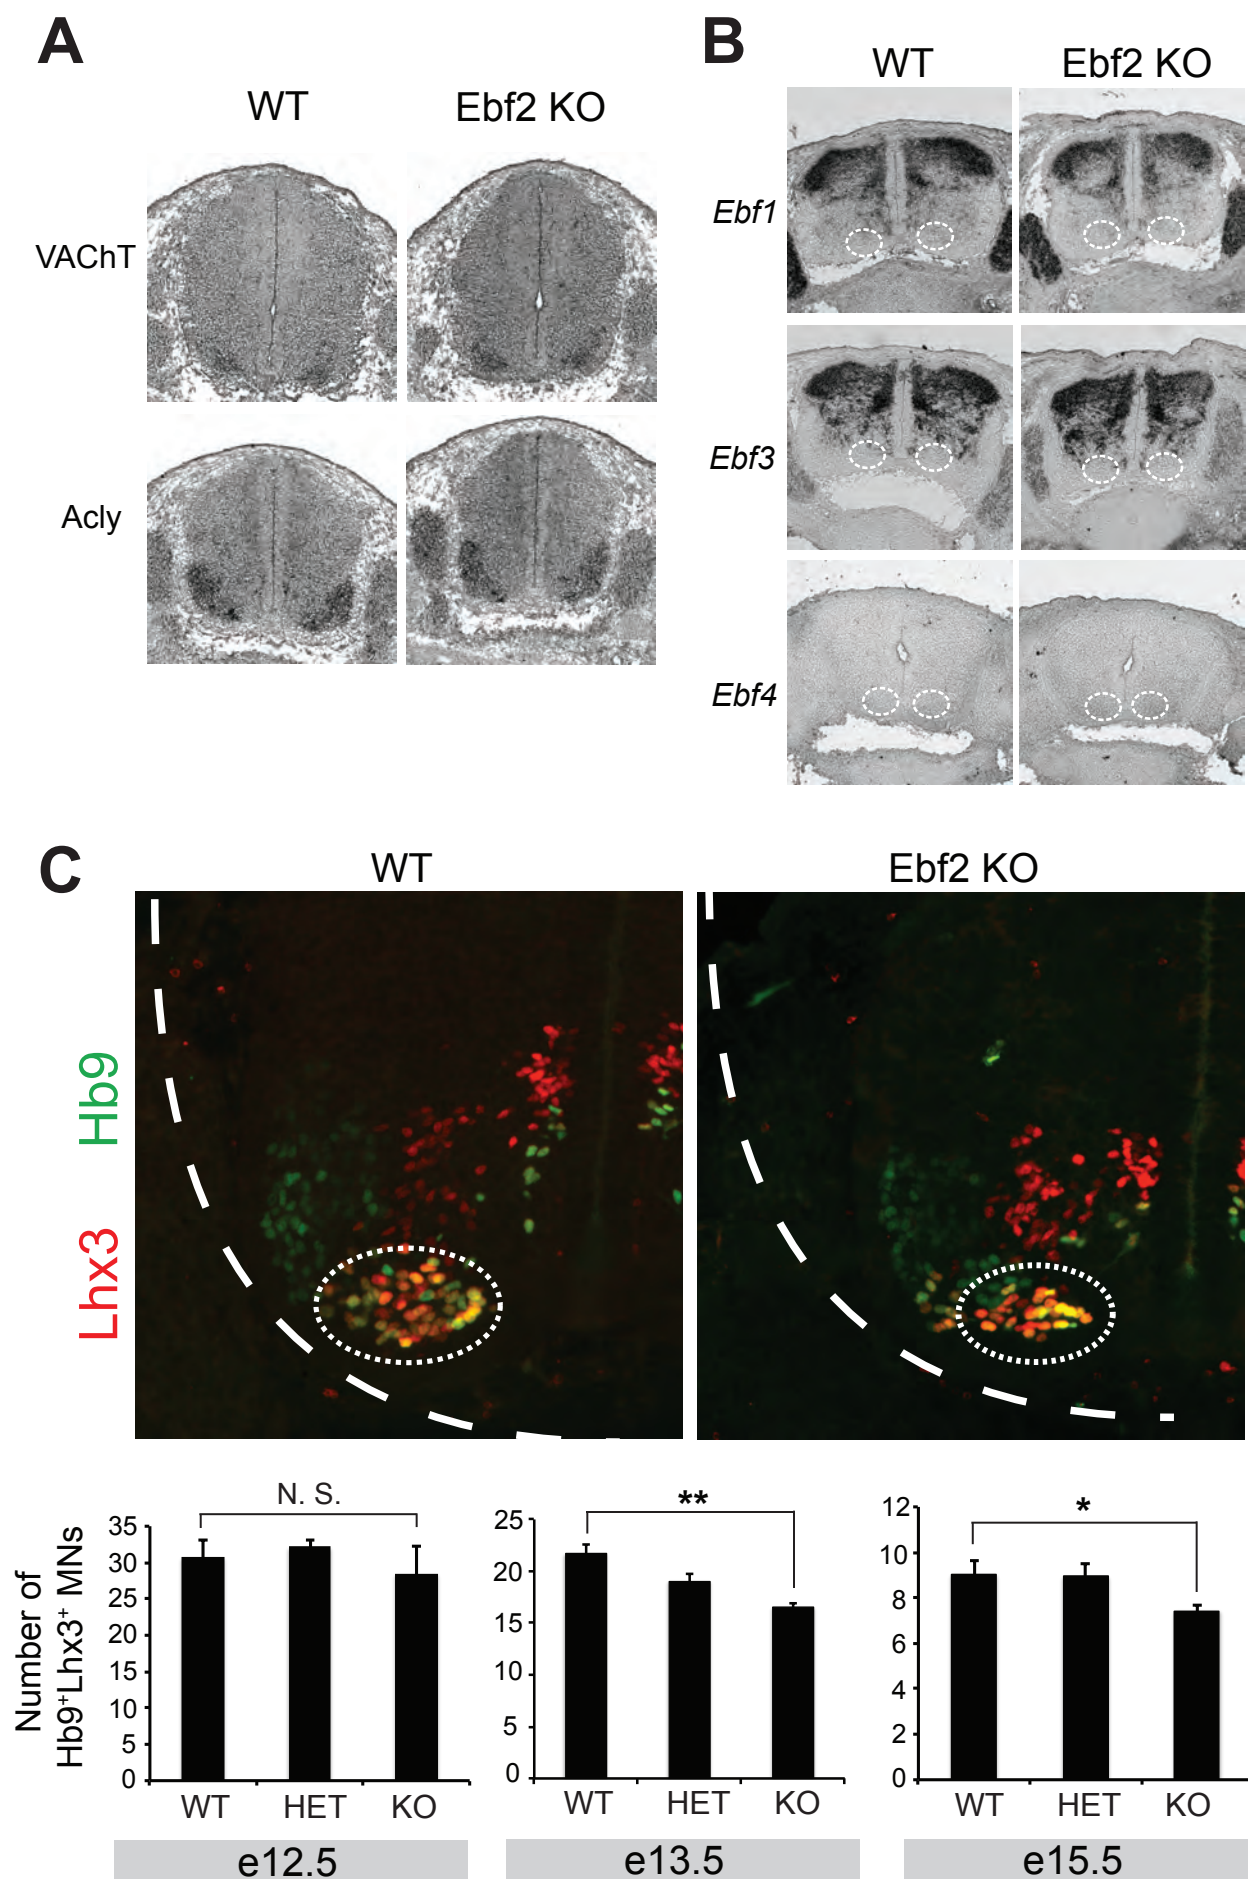 A
WT
Ebf2 KO
VAChT
Acly
B
WT
Ebf2 KO
Ebf1
Ebf3
Ebf4
C
WT
Ebf2 KO
Lhx3 Hb9
Number of
Hb9⁺Lhx3⁺ MNs
N. S.
35
30
25
20
15
10
5
0
WT HET KO
e12.5
**
25
20
15
10
5
0
WT HET KO
e13.5
*
12
10
8
6
4
2
0
WT HET KO
e15.5